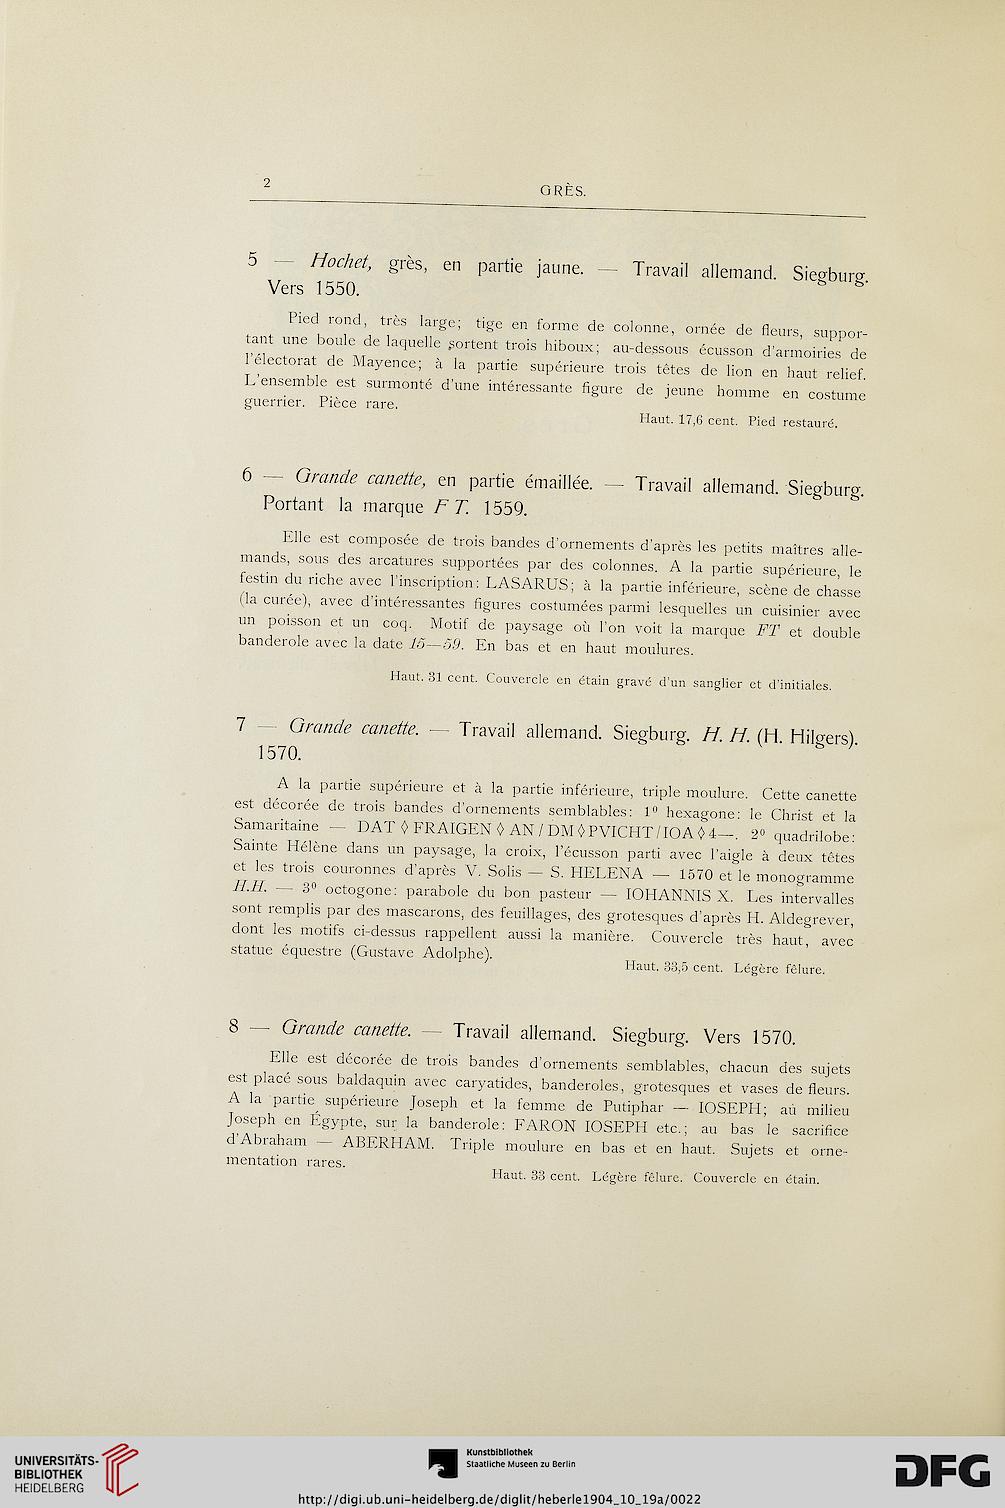 2
GRÈS.
5 — Hochet, grès, en partie jaune. — Travail allemand. Siegburg.
Vers 1550.
Pied rond, très large; tige en forme de colonne, ornée de fleurs, suppor-
tant une boule de laquelle sortent trois hiboux; au-dessous écusson d'armoiries de
l'électorat de Mayence; à la partie supérieure trois têtes de lion en haut relief.
L'ensemble est surmonté d'une intéressante figure de jeune homme en costume
guerrier. Pièce rare.
Haut. 17,6 cent. Pied restauré.
6 — Grande canette, en partie émaillée. — Travail allemand. Siegburg.
Portant la marque F T. 1559.
Elle est composée de trois bandes d'ornements d'après les petits maîtres alle-
mands, sous des arcatures supportées par des colonnes. A la partie supérieure, le
festin du riche avec l'inscription: LASARUS; à la partie inférieure, scène de chasse
(la curée), avec d'intéressantes figures costumées parmi lesquelles un cuisinier avec
un poisson et un coq. Motif de paysage où l'on voit la marque FT et double
banderole avec la date 15—59. En bas et en haut moulures.
Haut. 31 cent. Couvercle en étain gravé d'un sanglier et d'initiales.
7 — Grande canette. — Travail allemand. Siegburg. H. H. (H. Hilgers).
1570.
A la partie supérieure et à la partie inférieure, triple moulure. Cette canette
est décorée de trois bandes d'ornements semblables: 1º hexagone: le Christ et la
Samaritaine — DAT ◊ FRAIGEN ◊ AN / DM ◊ PVICHT / IOA ◊ 4—. 2º quadrilobe:
Sainte Hélène dans un paysage, la croix, l'écusson parti avec l'aigle à deux têtes
et les trois couronnes d'après V. Solis — S. HELENA — 1570 et le monogramme
H.H. — 3º octogone: parabole du bon pasteur — IOHANNIS X. Les intervalles
sont remplis par des mascarons, des feuillages, des grotesques d'après H. Aldegrever,
dont les motifs ci-dessus rappellent aussi la manière. Couvercle très haut, avec
statue équestre (Gustave Adolphe).
Haut. 33,5 cent. Légère fêlure.
8 — Grande canette. — Travail allemand. Siegburg. Vers 1570.
Elle est décorée de trois bandes d'ornements semblables, chacun des sujets
est placé sous baldaquin avec caryatides, banderoles, grotesques et vases de fleurs.
A la partie supérieure Joseph et la femme de Putiphar — IOSEPH; au milieu
Joseph en Égypte, sur la banderole: FARON IOSEPH etc.; au bas le sacrifice
d'Abraham — ABERHAM. Triple moulure en bas et en haut. Sujets et orne-
mentation rares.
Haut. 33 cent. Légère fêlure. Couvercle en étain.
UNIVERSITÄTS-
BIBLIOTHEK
HEIDELBERG
Kunstbibliothek
Staatliche Museen zu Berlin
DFG
http://digi.ub.uni-heidelberg.de/diglit/heberle1904_10_19a/0022